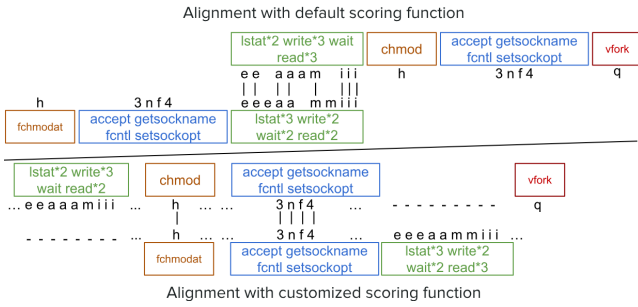 Alignment with default scoring function
lstat*2 write*3 wait
read*3
chmod
accept getsockname
fcntl setsockopt
vfork
e e a a a m i i i h 3 n f 4 q
| | | | | | | |
h 3 n f 4 e e e a a m m i i i
fchmodat
accept getsockname
fcntl setsockopt
lstat*3 write*2
wait*2 read*2
lstat*2 write*3
wait read*2
chmod
accept getsockname
fcntl setsockopt
vfork
... e e a a a m i i i ... h ... ... 3 n f 4 ... - - - - - - - - - q
| | | | |
- - - - - - - - ... h ... ... 3 n f 4 ... e e e a a m m i i i ...
fchmodat
accept getsockname
fcntl setsockopt
lstat*3 write*2
wait*2 read*3
Alignment with customized scoring function